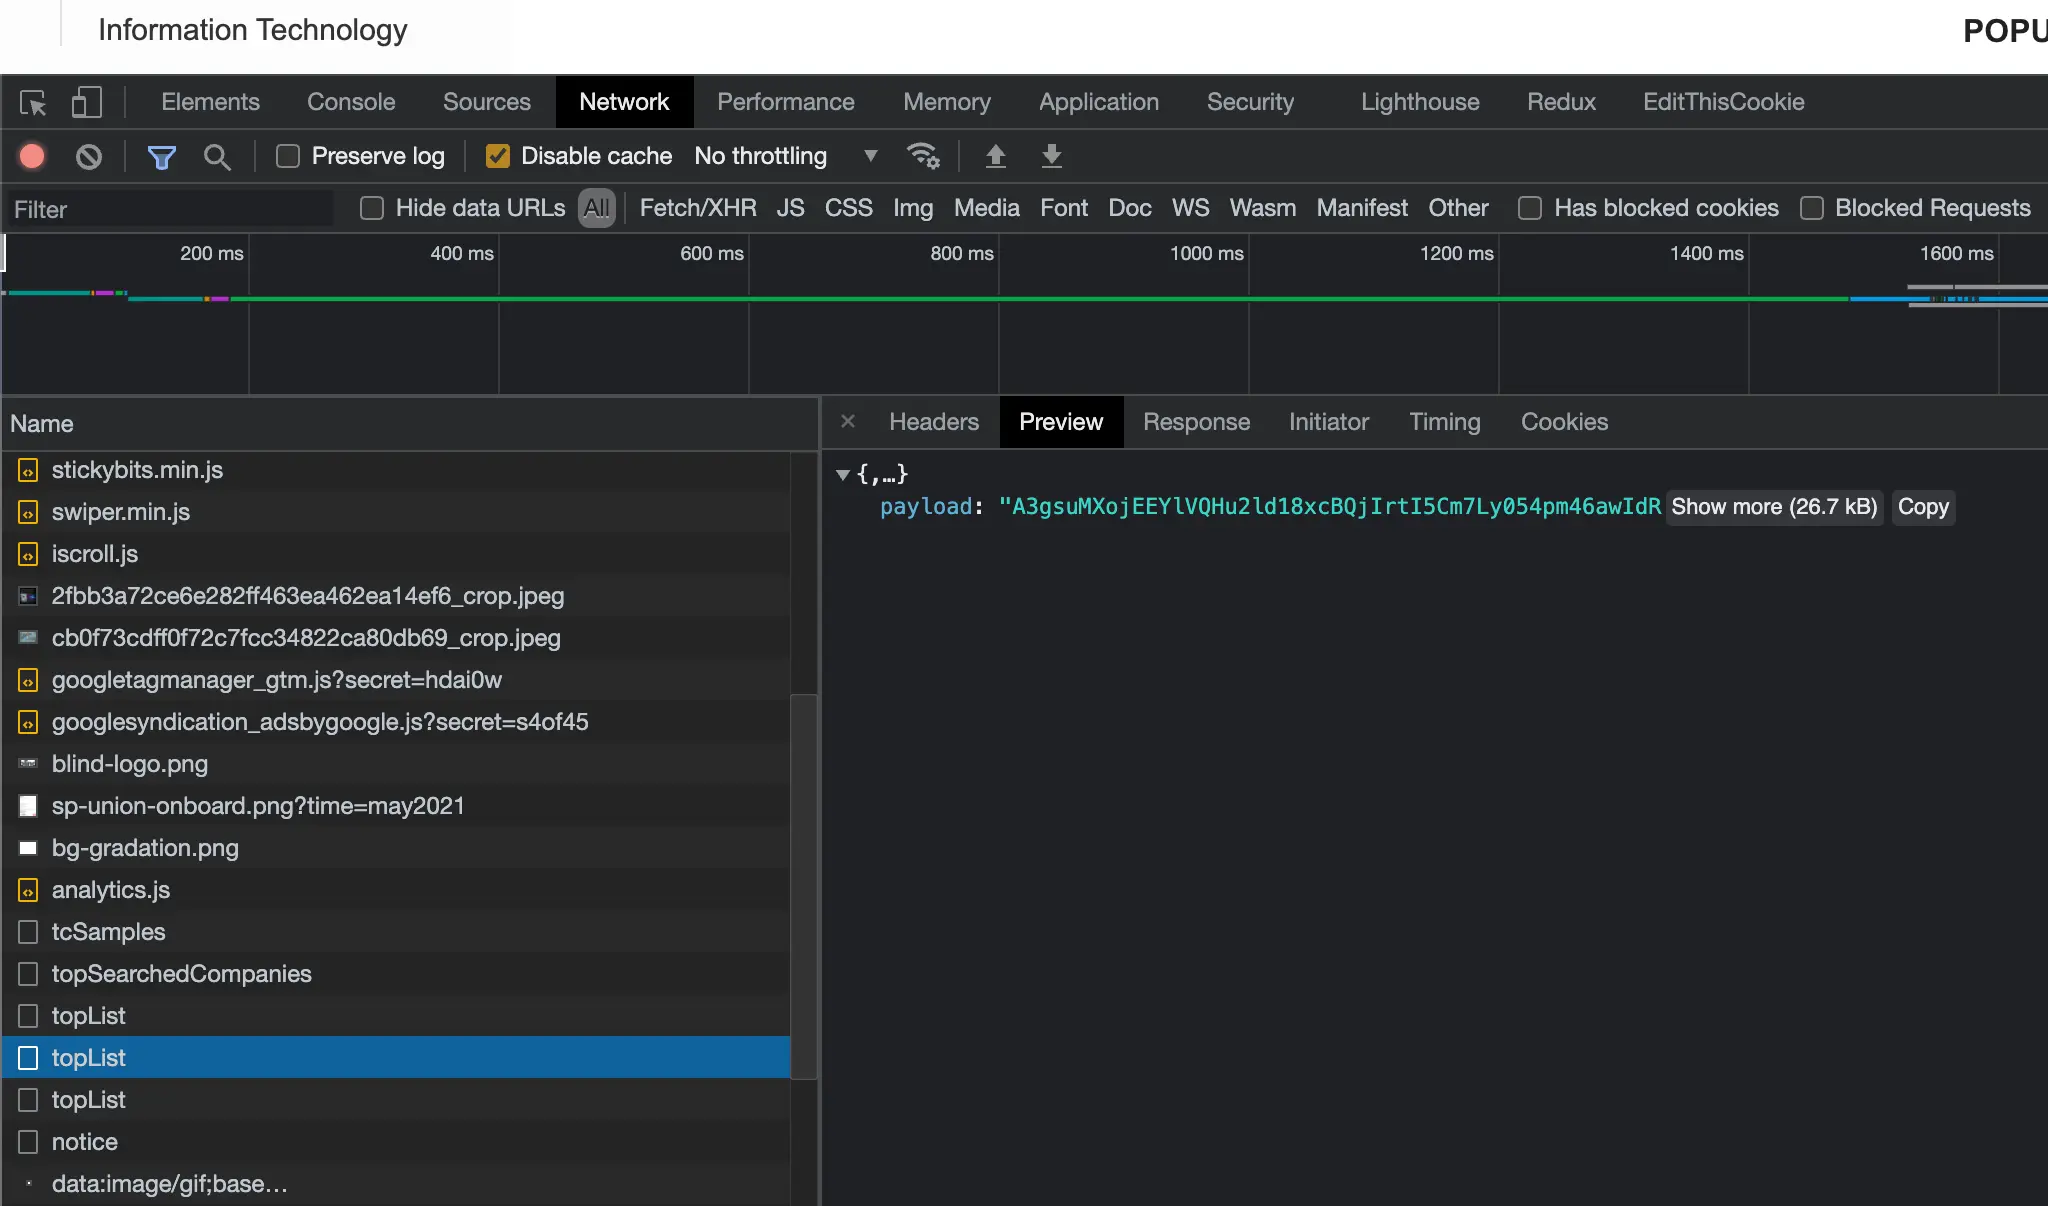 Information Technology
POPU
Elements Console Sources Network Performance Memory Application Security Lighthouse Redux EditThisCookie
Preserve log Disable cache No throttling
Filter Hide data URLs All Fetch/XHR JS CSS Img Media Font Doc WS Wasm Manifest Other Has blocked cookies Blocked Requests
200 ms 400 ms 600 ms 800 ms 1000 ms 1200 ms 1400 ms 1600 ms
Name
stickybits.min.js
swiper.min.js
iscroll.js
2fbb3a72ce6e282ff463ea462ea14ef6_crop.jpeg
cb0f73cdff0f72c7fcc34822ca80db69_crop.jpeg
googletagmanager_gtm.js?secret=hdai0w
googlesyndication_adsbygoogle.js?secret=s4of45
blind-logo.png
sp-union-onboard.png?time=may2021
bg-gradation.png
analytics.js
tcSamples
topSearchedCompanies
topList
topList
topList
notice
data:image/gif;base…
× Headers Preview Response Initiator Timing Cookies
{,…}
payload: "A3gsuMXojEEYlVQHu2ld18xcBQjIrtI5Cm7Ly054pm46awIdR Show more (26.7 kB) Copy